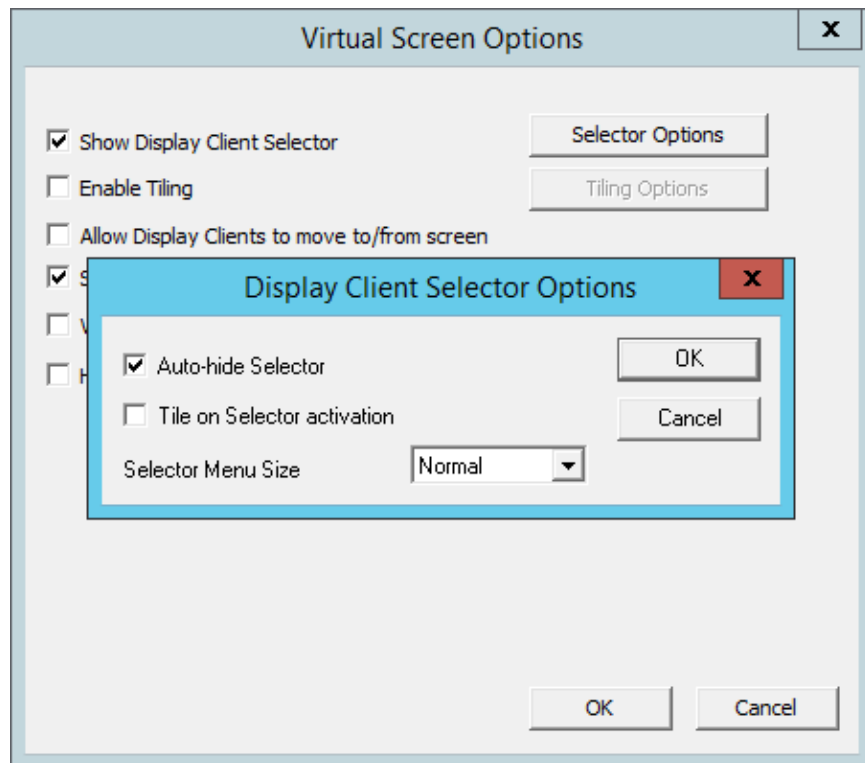 Virtual Screen Options
x
Show Display Client Selector
Selector Options
Enable Tiling
Tiling Options
Allow Display Clients to move to/from screen
Display Client Selector Options
x
Auto-hide Selector
OK
Tile on Selector activation
Cancel
Selector Menu Size
Normal
OK
Cancel